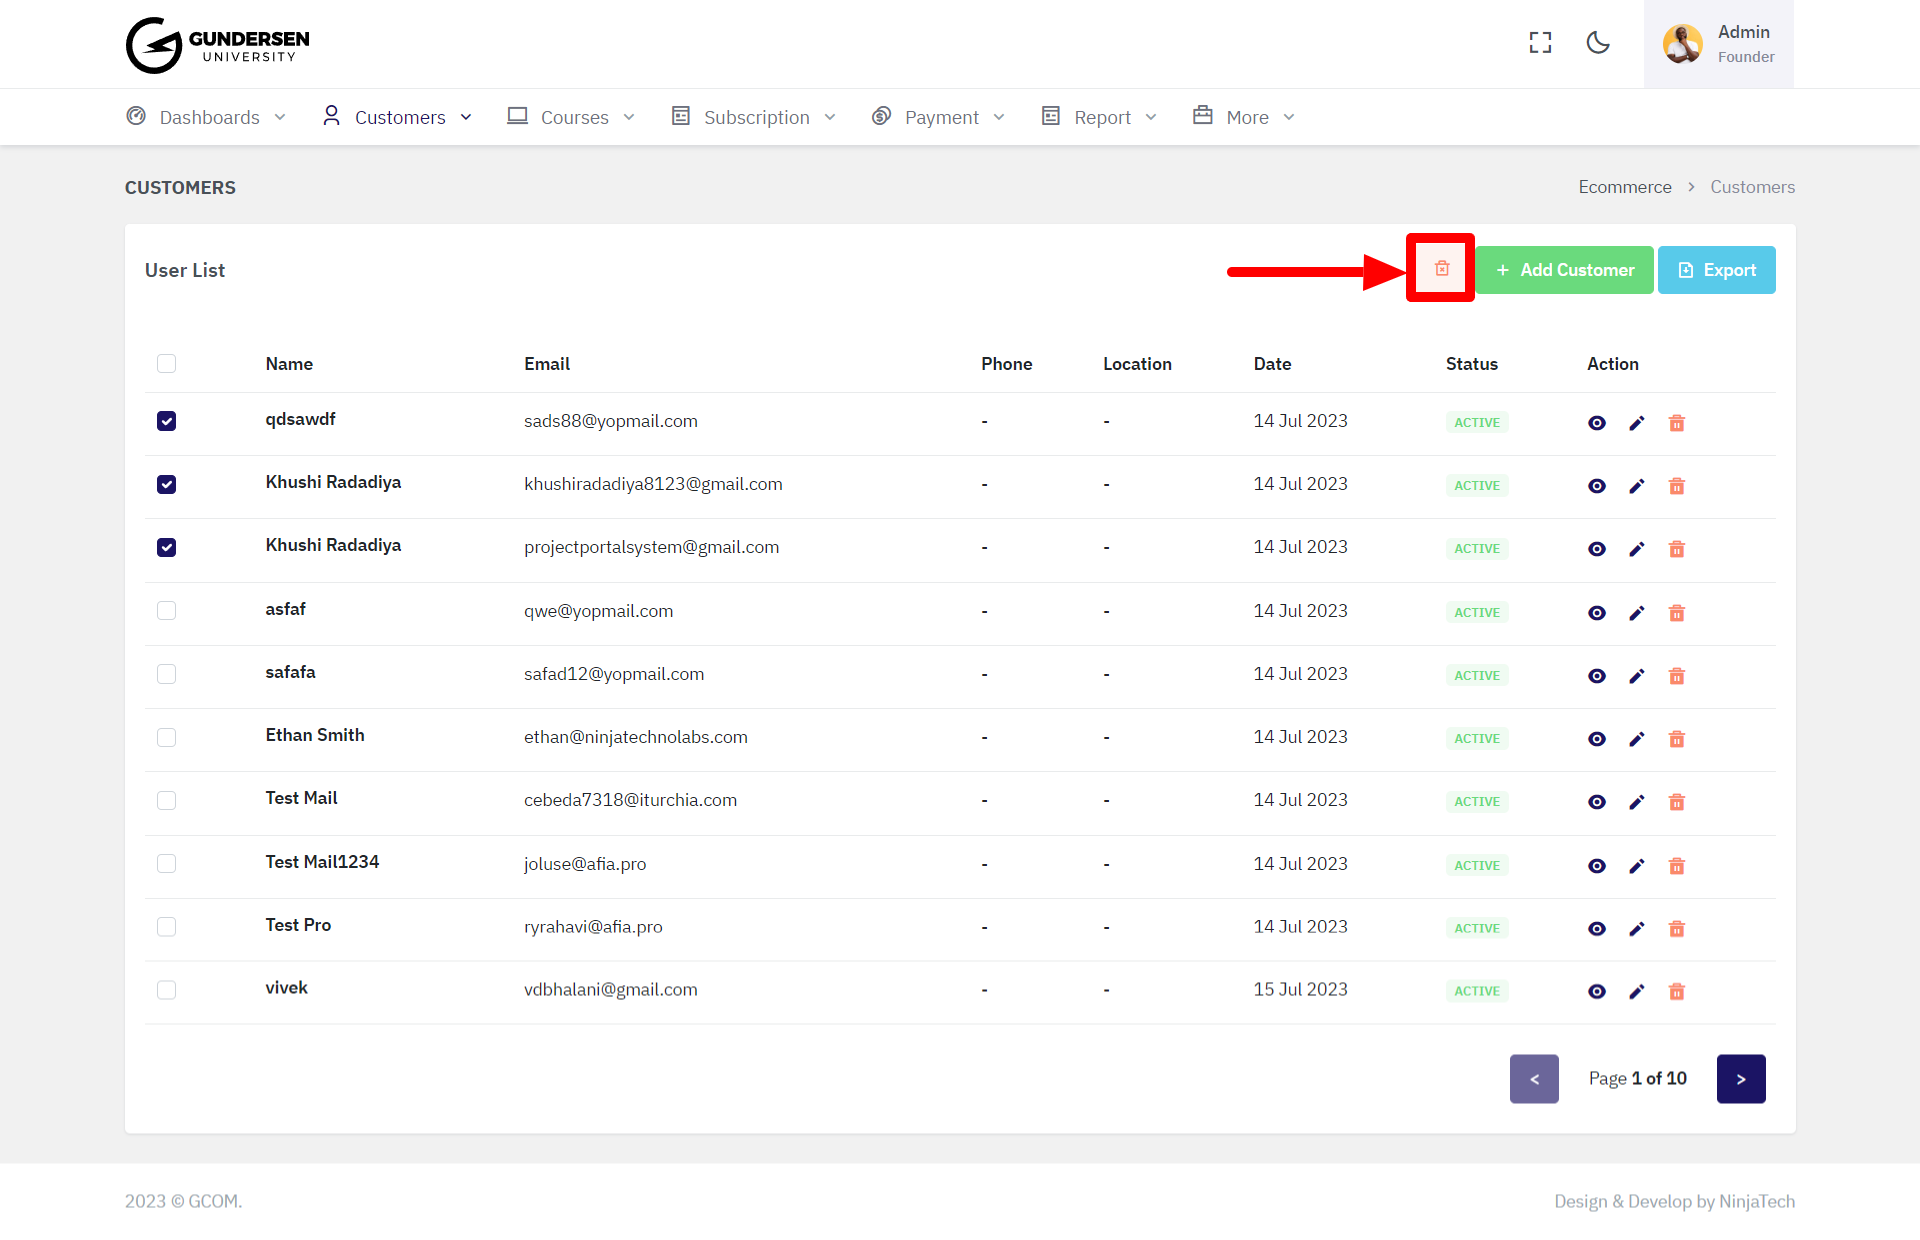 GUNDERSEN
UNIVERSITY
Admin
Founder
Dashboards Customers Courses Subscription Payment Report More
CUSTOMERS
Ecommerce > Customers
User List
+ Add Customer
Export
Name Email Phone Location Date Status Action
qdsawdf sads88@yopmail.com - - 14 Jul 2023 ACTIVE
Khushi Radadiya khushiradadiya8123@gmail.com - - 14 Jul 2023 ACTIVE
Khushi Radadiya projectportalsystem@gmail.com - - 14 Jul 2023 ACTIVE
asfaf qwe@yopmail.com - - 14 Jul 2023 ACTIVE
safafa safad12@yopmail.com - - 14 Jul 2023 ACTIVE
Ethan Smith ethan@ninjatechnolabs.com - - 14 Jul 2023 ACTIVE
Test Mail cebeda7318@iturchia.com - - 14 Jul 2023 ACTIVE
Test Mail1234 joluse@afia.pro - - 14 Jul 2023 ACTIVE
Test Pro ryrahavi@afia.pro - - 14 Jul 2023 ACTIVE
vivek vdbhalani@gmail.com - - 15 Jul 2023 ACTIVE
< Page 1 of 10 >
2023 © GCOM.
Design & Develop by NinjaTech